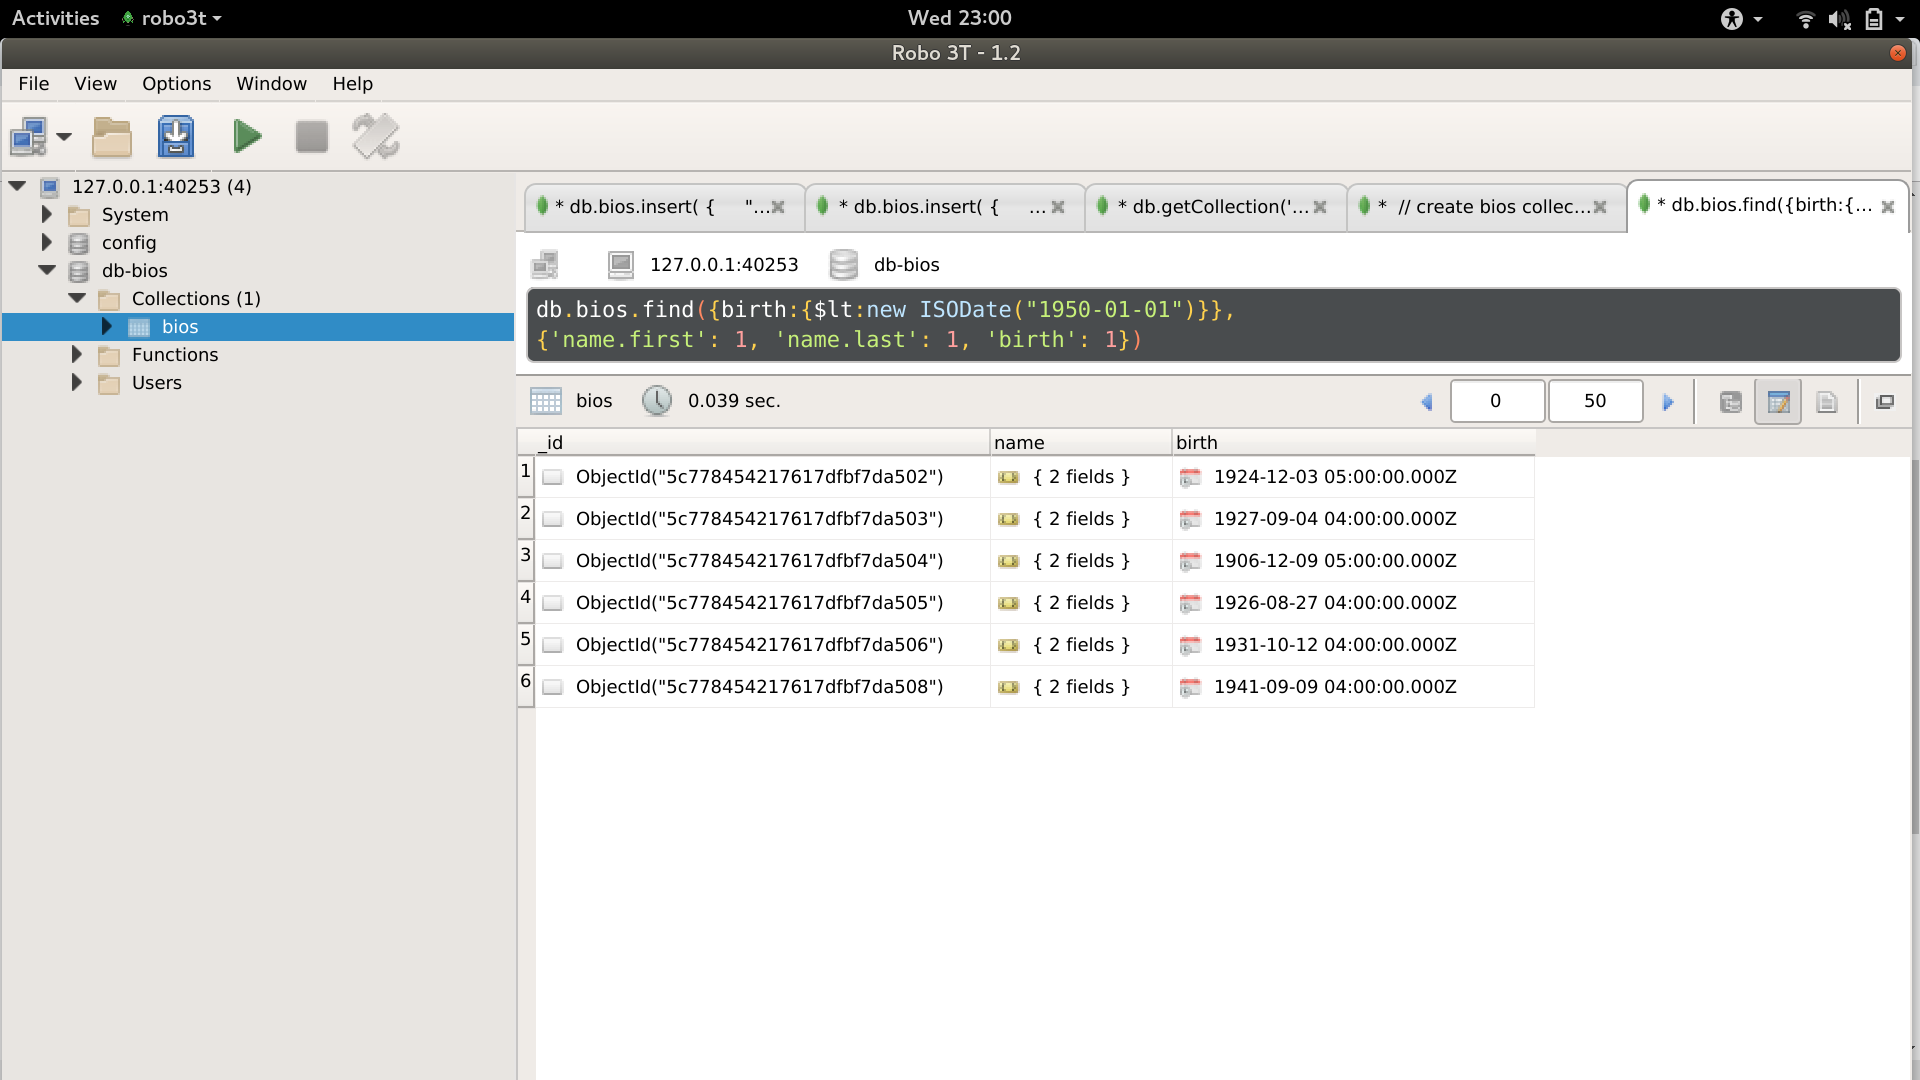 Activities robo3t Wed 23:00
Robo 3T - 1.2
File View Options Window Help
127.0.0.1:40253 (4)
System
config
db-bios
Collections (1)
bios
Functions
Users
* db.bios.insert( { "... * db.bios.insert( { ... * db.getCollection('... * // create bios collec... * db.bios.find({birth:{...
127.0.0.1:40253 db-bios
db.bios.find({birth:{$lt:new ISODate("1950-01-01")}},
{'name.first': 1, 'name.last': 1, 'birth': 1})
bios 0.039 sec. 0 50
_id name birth
1 ObjectId("5c778454217617dfbf7da502") { 2 fields } 1924-12-03 05:00:00.000Z
2 ObjectId("5c778454217617dfbf7da503") { 2 fields } 1927-09-04 04:00:00.000Z
3 ObjectId("5c778454217617dfbf7da504") { 2 fields } 1906-12-09 05:00:00.000Z
4 ObjectId("5c778454217617dfbf7da505") { 2 fields } 1926-08-27 04:00:00.000Z
5 ObjectId("5c778454217617dfbf7da506") { 2 fields } 1931-10-12 04:00:00.000Z
6 ObjectId("5c778454217617dfbf7da508") { 2 fields } 1941-09-09 04:00:00.000Z